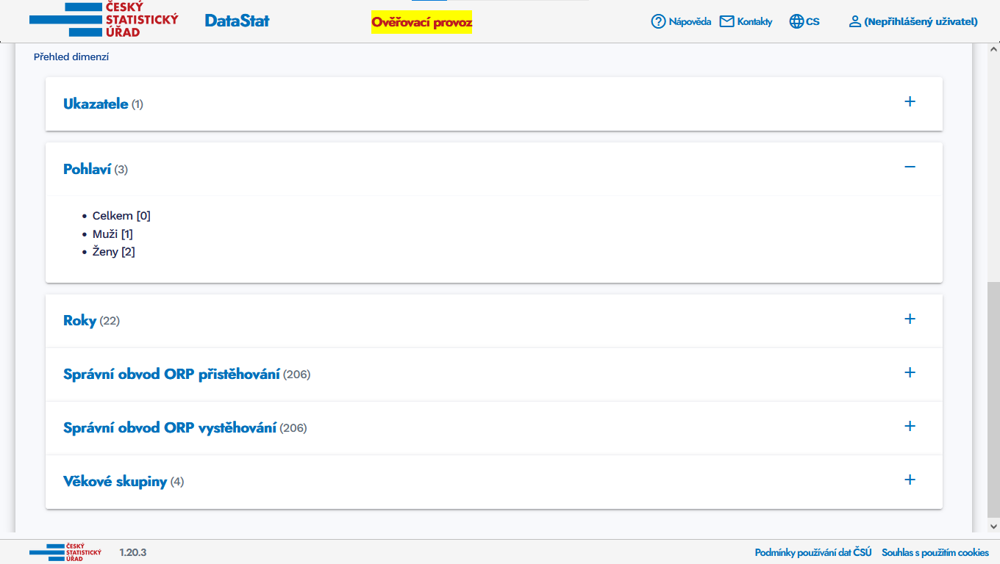 ČESKÝ
STATISTICKÝ
ÚŘAD
DataStat
Ověřovací provoz
Nápověda
Kontakty
CS
(Nepřihlášený uživatel)
Přehled dimenzí
Ukazatele (1)
Pohlaví (3)
• Celkem [0]
• Muži [1]
• Ženy [2]
Roky (22)
Správní obvod ORP přistěhování (206)
Správní obvod ORP vystěhování (206)
Věkové skupiny (4)
ČESKÝ
STATISTICKÝ
ÚŘAD
1.20.3
Podmínky používání dat ČSÚ
Souhlas s použitím cookies